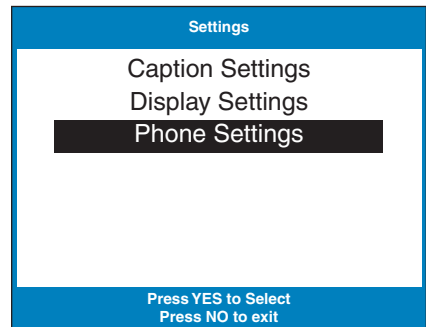 Settings
Caption Settings
Display Settings
Phone Settings
Press YES to Select
Press NO to exit